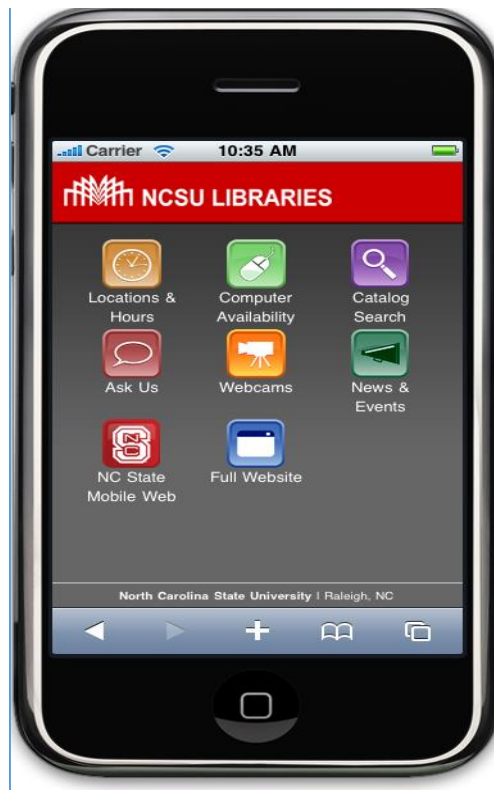 Carrier 10:35 AM
NCSU LIBRARIES
Locations & Computer Catalog
Hours Availability Search
Ask Us Webcams News &
Events
NC State Full Website
Mobile Web
North Carolina State University | Raleigh, NC